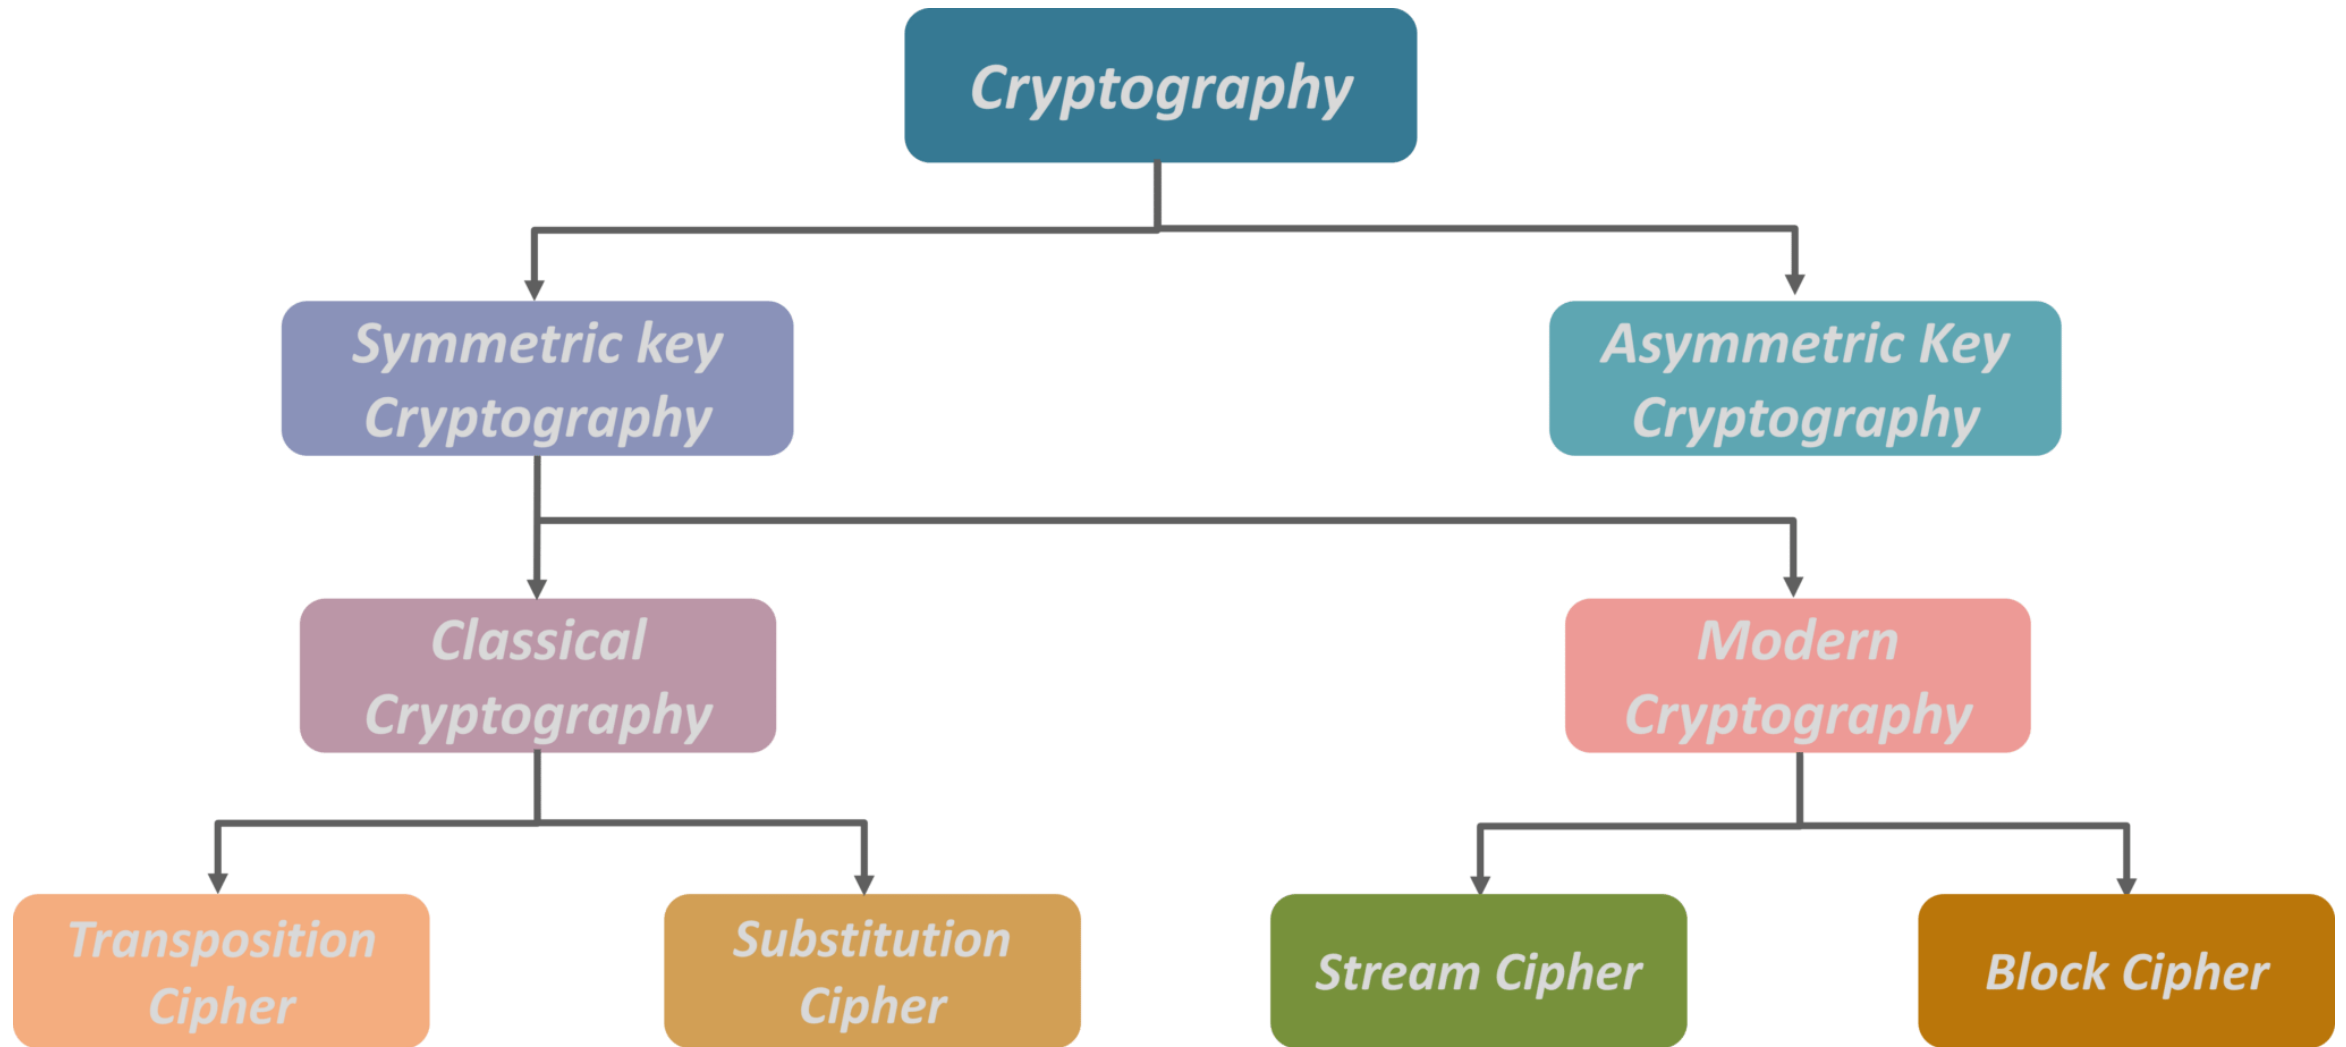 Cryptography
Symmetric key
Cryptography
Asymmetric Key
Cryptography
Classical
Cryptography
Modern
Cryptography
Transposition
Cipher
Substitution
Cipher
Stream Cipher
Block Cipher